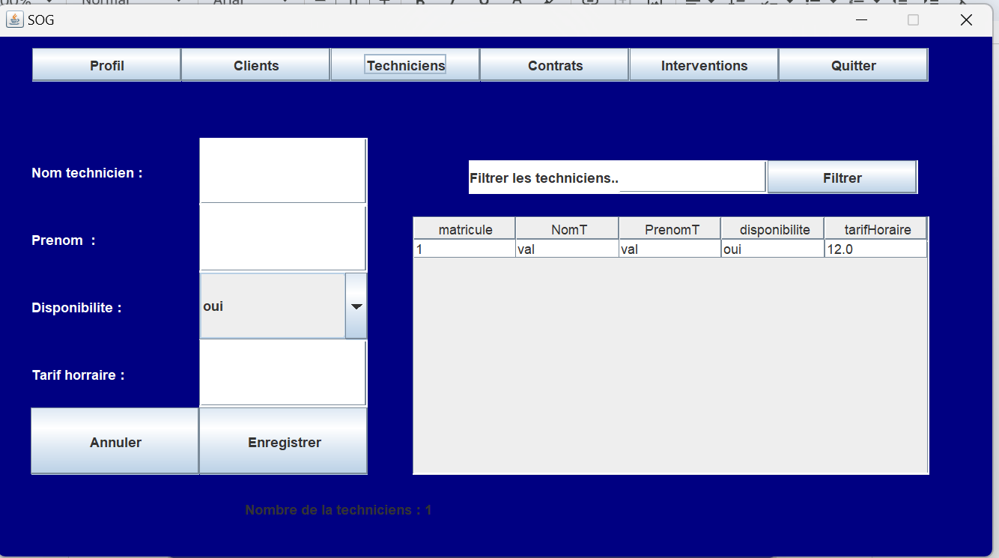 SOG
Profil Clients Techniciens Contrats Interventions Quitter
Nom technicien :
Prenom :
Disponibilite : oui
Tarif horraire :
Annuler Enregistrer
Filtrer les techniciens.. Filtrer
matricule NomT PrenomT disponibilite tarifHoraire
1 val val oui 12.0
Nombre de la techniciens : 1